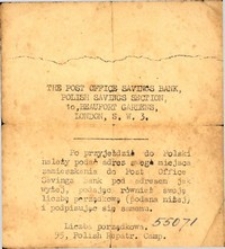 THE POST OFFICE SAVINGS BANK,
POLISH SAVINGS SECTION,
10, BEAUFORT GARDENS,
LONDON, S. W. 3.
Po przyjeździe do Polski
należy podać adres swego miejsca
zamieszkania do Post Office
Savings Bank pod adresem jak
wyżej, podając również swoją
liczbę porządkową (podaną niżej)
i podpisując się samemu.
55071
Liczba porządkowa.
95, Polish Repatr. Camp.